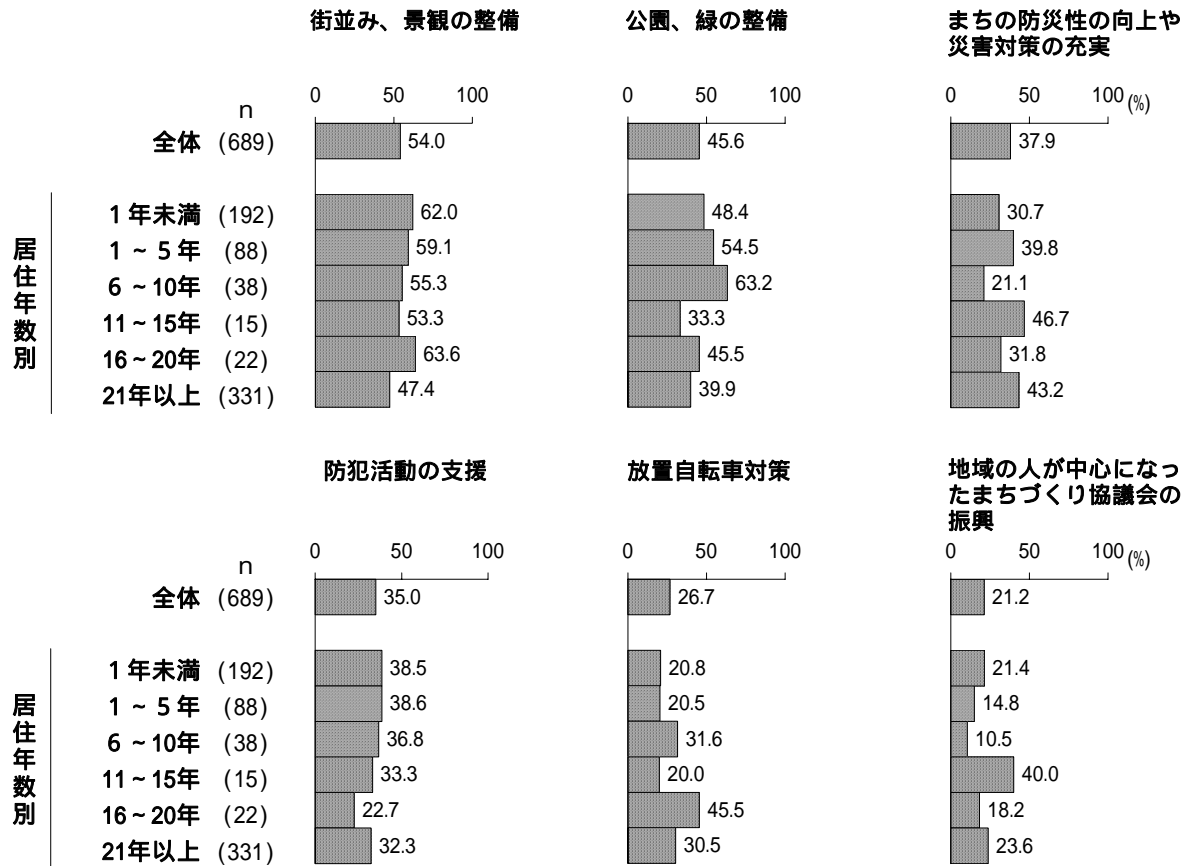 街並み、景観の整備 公園、緑の整備 まちの防災性の向上や
災害対策の充実
0 50 100 0 50 100 0 50 100 (%)
n
全体 (689) 54.0 45.6 37.9
居住年数別
1年未満 (192) 62.0 48.4 30.7
1~5年 (88) 59.1 54.5 39.8
6~10年 (38) 55.3 63.2 21.1
11~15年 (15) 53.3 33.3 46.7
16~20年 (22) 63.6 45.5 31.8
21年以上 (331) 47.4 39.9 43.2
防犯活動の支援 放置自転車対策 地域の人が中心になっ
たまちづくり協議会の
振興
0 50 100 0 50 100 0 50 100 (%)
n
全体 (689) 35.0 26.7 21.2
居住年数別
1年未満 (192) 38.5 20.8 21.4
1~5年 (88) 38.6 20.5 14.8
6~10年 (38) 36.8 31.6 10.5
11~15年 (15) 33.3 20.0 40.0
16~20年 (22) 22.7 45.5 18.2
21年以上 (331) 32.3 30.5 23.6